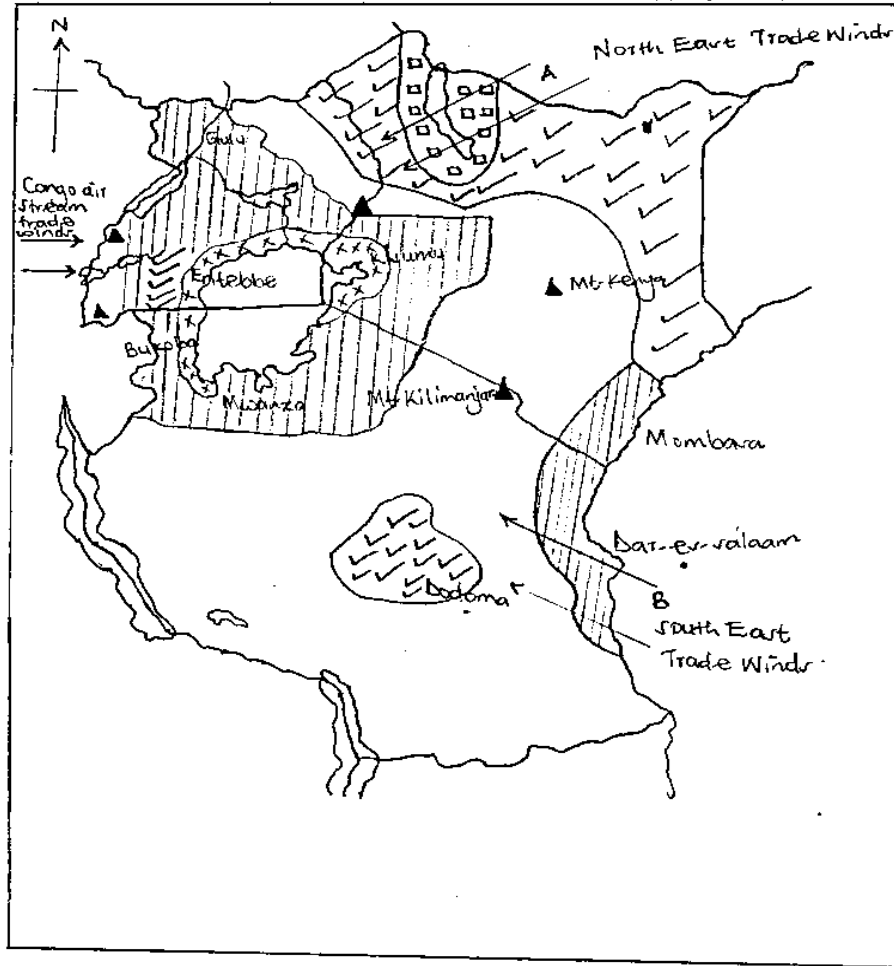 N
North East Trade Winds
A
Gulu
Congo air
stream
trade
winds
Entebbe
Kisumu
Mt. Kenya
Bukoba
Mwanza
Mt. Kilimanjar
Mombasa
Dar-es-salaam
Dodoma
B
South East
Trade Winds.